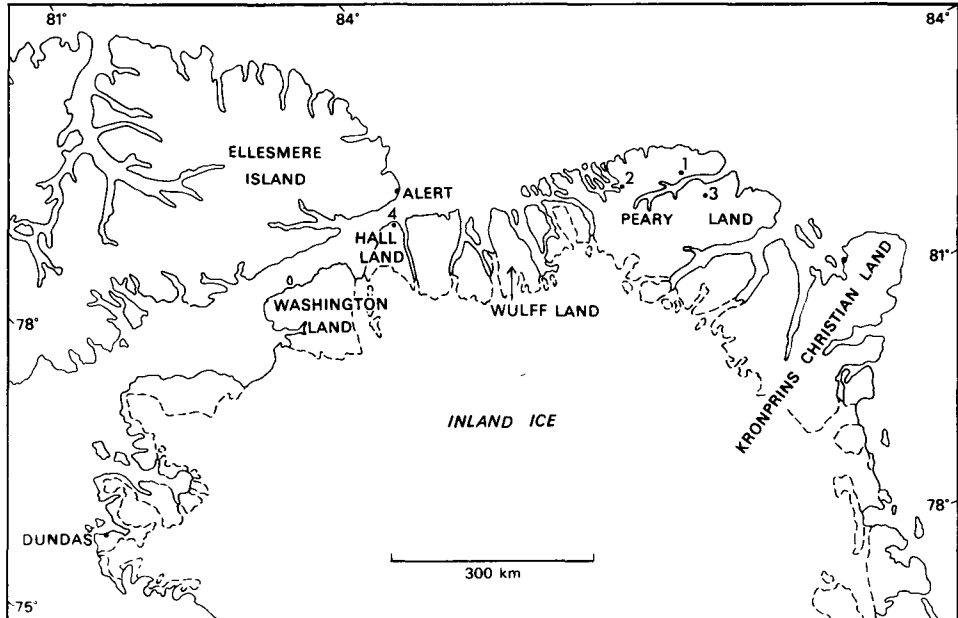 81°
84°
84°
ELLESMERE
ISLAND
ALERT
1
2
3
4
PEARY LAND
HALL
LAND
81°
WASHINGTON
LAND
WULFF LAND
78°
KRONPRINS CHRISTIAN LAND
INLAND ICE
78°
DUNDAS
300 km
75°